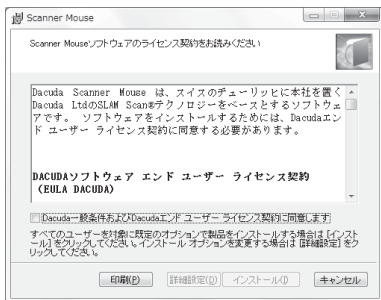 Scanner Mouse
Scanner Mouseソフトウェアのライセンス契約をお読みください
Dacuda Scanner Mouse は、スイスのチューリッヒに本社を置く
Dacuda LtdのSLAM Scan®テクノロジーをベースとするソフトウェ
アです。 ソフトウェアをインストールするためには、Dacudaエン
ド ユーザー ライセンス契約に同意する必要があります。
DACUDAソフトウェア エンド ユーザー ライセンス契約
（EULA DACUDA）
Dacuda一般条件およびDacudaエンド ユーザー ライセンス契約に同意します
すべてのユーザーを対象に既定のオプションで製品をインストールする場合は [インスト
ール] をクリックしてください。インストール オプションを変更する場合は [詳細設定] をク
リックしてください。
印刷(P)
詳細設定(D)
インストール(I)
キャンセル